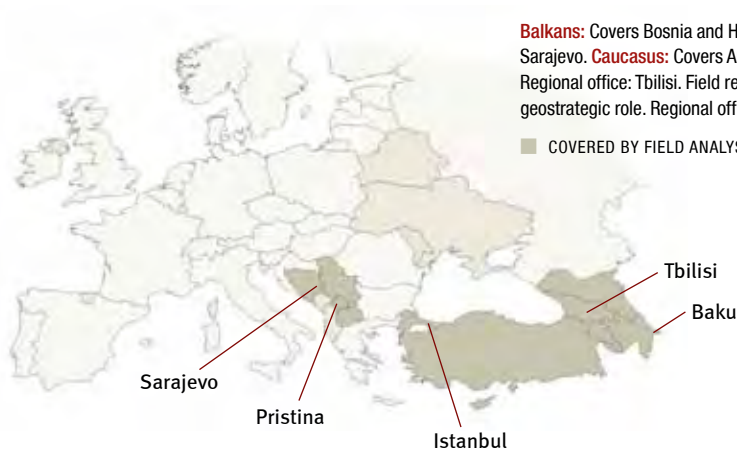 Balkans: Covers Bosnia and H
Sarajevo. Caucasus: Covers A
Regional office: Tbilisi. Field re
geostrategic role. Regional off
COVERED BY FIELD ANALYS
Tbilisi
Baku
Sarajevo
Pristina
Istanbul